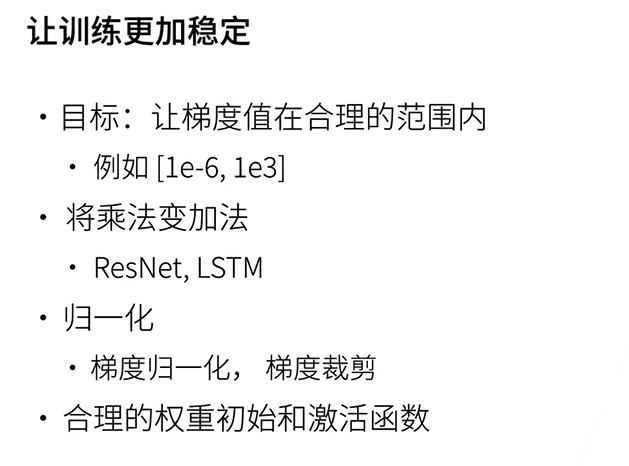 让训练更加稳定
• 目标：让梯度值在合理的范围内
• 例如 [1e-6, 1e3]
• 将乘法变加法
• ResNet, LSTM
• 归一化
• 梯度归一化， 梯度裁剪
• 合理的权重初始和激活函数